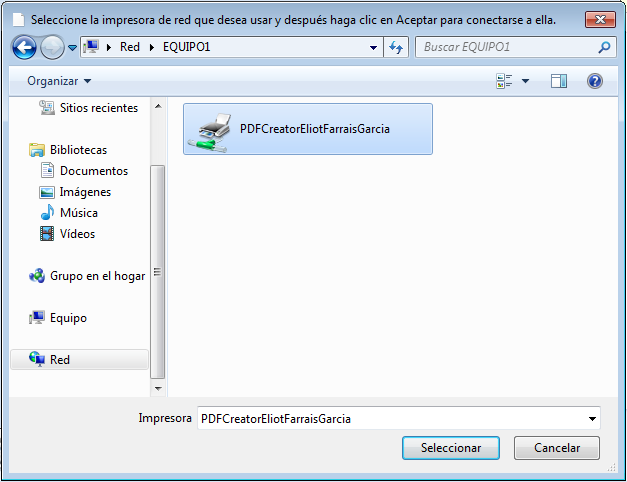 Seleccione la impresora de red que desea usar y después haga clic en Aceptar para conectarse a ella.
Red EQUIPO1
Buscar EQUIPO1
Organizar
Sitios recientes
Bibliotecas
Documentos
Imágenes
Música
Vídeos
Grupo en el hogar
Equipo
Red
PDFCreatorEliotFarraisGarcia
Impresora PDFCreatorEliotFarraisGarcia
Seleccionar Cancelar